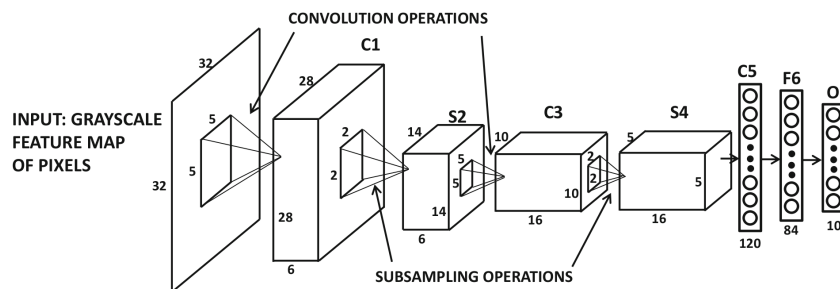 CONVOLUTION OPERATIONS
32
28
C1
5
5
2
2
14
S2
5
5
10
C3
2
2
5
S4
C5
F6
O
INPUT: GRAYSCALE
FEATURE MAP
OF PIXELS
32
28
6
14
6
10
16
5
16
120
84
10
SUBSAMPLING OPERATIONS